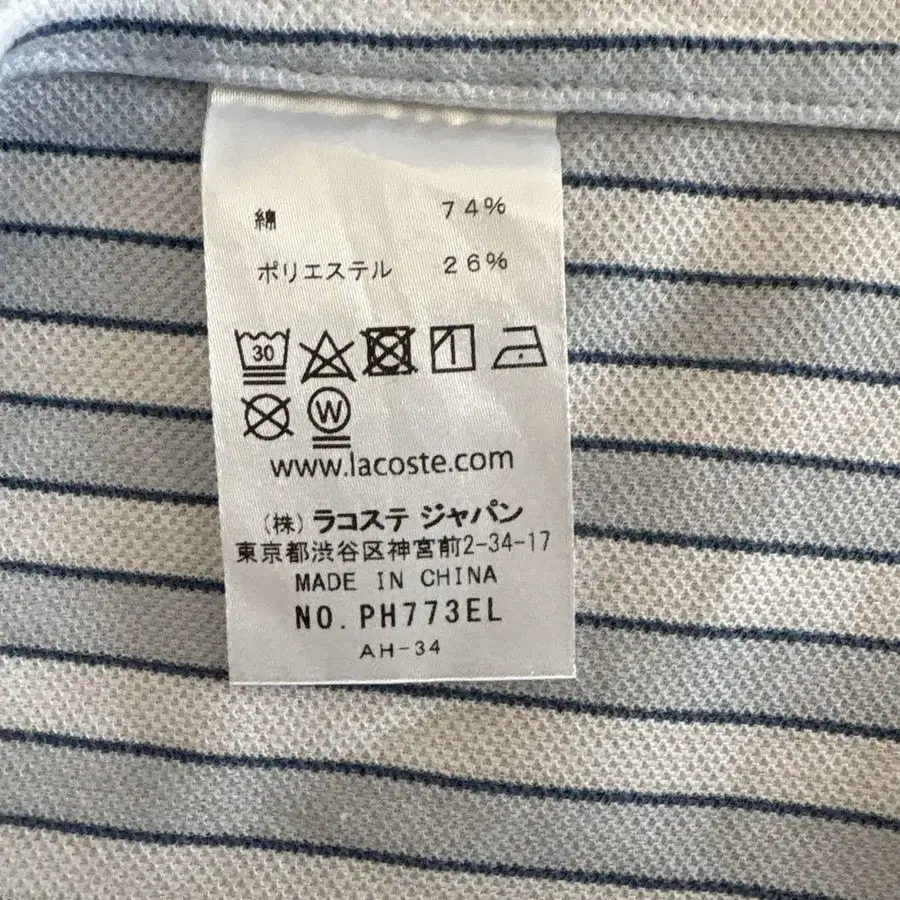 綿 74%
ポリエステル 26%
30
W
www.lacoste.com
(株) ラコステ ジャパン
東京都渋谷区神宮前2-34-17
MADE IN CHINA
NO. PH773EL
AH-34